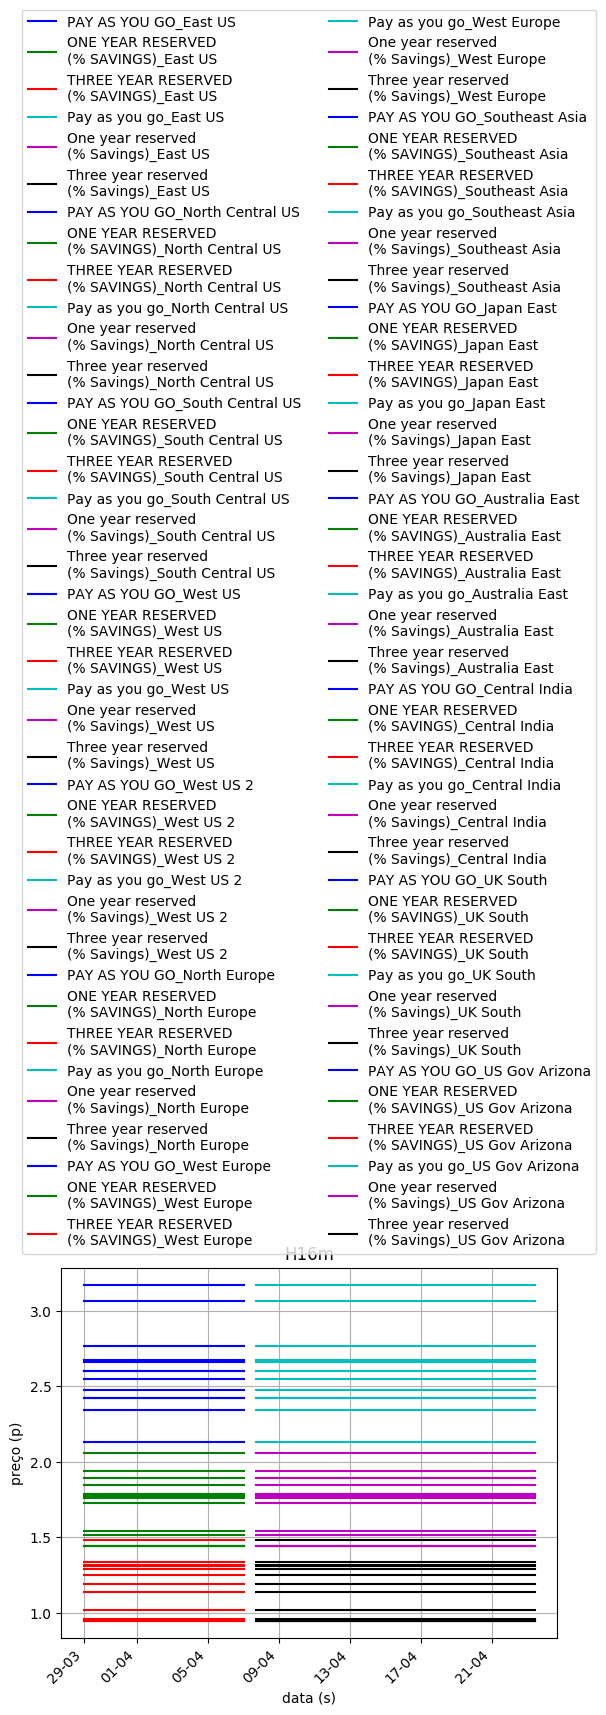 PAY AS YOU GO_East US
ONE YEAR RESERVED
(% SAVINGS)_East US
THREE YEAR RESERVED
(% SAVINGS)_East US
Pay as you go_East US
One year reserved
(% Savings)_East US
Three year reserved
(% Savings)_East US
PAY AS YOU GO_North Central US
ONE YEAR RESERVED
(% SAVINGS)_North Central US
THREE YEAR RESERVED
(% SAVINGS)_North Central US
Pay as you go_North Central US
One year reserved
(% Savings)_North Central US
Three year reserved
(% Savings)_North Central US
PAY AS YOU GO_South Central US
ONE YEAR RESERVED
(% SAVINGS)_South Central US
THREE YEAR RESERVED
(% SAVINGS)_South Central US
Pay as you go_South Central US
One year reserved
(% Savings)_South Central US
Three year reserved
(% Savings)_South Central US
PAY AS YOU GO_West US
ONE YEAR RESERVED
(% SAVINGS)_West US
THREE YEAR RESERVED
(% SAVINGS)_West US
Pay as you go_West US
One year reserved
(% Savings)_West US
Three year reserved
(% Savings)_West US
PAY AS YOU GO_West US 2
ONE YEAR RESERVED
(% SAVINGS)_West US 2
THREE YEAR RESERVED
(% SAVINGS)_West US 2
Pay as you go_West US 2
One year reserved
(% Savings)_West US 2
Three year reserved
(% Savings)_West US 2
PAY AS YOU GO_North Europe
ONE YEAR RESERVED
(% SAVINGS)_North Europe
THREE YEAR RESERVED
(% SAVINGS)_North Europe
Pay as you go_North Europe
One year reserved
(% Savings)_North Europe
Three year reserved
(% Savings)_North Europe
PAY AS YOU GO_West Europe
ONE YEAR RESERVED
(% SAVINGS)_West Europe
THREE YEAR RESERVED
(% SAVINGS)_West Europe
Pay as you go_West Europe
One year reserved
(% Savings)_West Europe
Three year reserved
(% Savings)_West Europe
PAY AS YOU GO_Southeast Asia
ONE YEAR RESERVED
(% SAVINGS)_Southeast Asia
THREE YEAR RESERVED
(% SAVINGS)_Southeast Asia
Pay as you go_Southeast Asia
One year reserved
(% Savings)_Southeast Asia
Three year reserved
(% Savings)_Southeast Asia
PAY AS YOU GO_Japan East
ONE YEAR RESERVED
(% SAVINGS)_Japan East
THREE YEAR RESERVED
(% SAVINGS)_Japan East
Pay as you go_Japan East
One year reserved
(% Savings)_Japan East
Three year reserved
(% Savings)_Japan East
PAY AS YOU GO_Australia East
ONE YEAR RESERVED
(% SAVINGS)_Australia East
THREE YEAR RESERVED
(% SAVINGS)_Australia East
Pay as you go_Australia East
One year reserved
(% Savings)_Australia East
Three year reserved
(% Savings)_Australia East
PAY AS YOU GO_Central India
ONE YEAR RESERVED
(% SAVINGS)_Central India
THREE YEAR RESERVED
(% SAVINGS)_Central India
Pay as you go_Central India
One year reserved
(% Savings)_Central India
Three year reserved
(% Savings)_Central India
PAY AS YOU GO_UK South
ONE YEAR RESERVED
(% SAVINGS)_UK South
THREE YEAR RESERVED
(% SAVINGS)_UK South
Pay as you go_UK South
One year reserved
(% Savings)_UK South
Three year reserved
(% Savings)_UK South
PAY AS YOU GO_US Gov Arizona
ONE YEAR RESERVED
(% SAVINGS)_US Gov Arizona
THREE YEAR RESERVED
(% SAVINGS)_US Gov Arizona
Pay as you go_US Gov Arizona
One year reserved
(% Savings)_US Gov Arizona
Three year reserved
(% Savings)_US Gov Arizona
H16m
3.0
2.5
2.0
1.5
1.0
preço (p)
29-03
01-04
05-04
09-04
13-04
17-04
21-04
data (s)